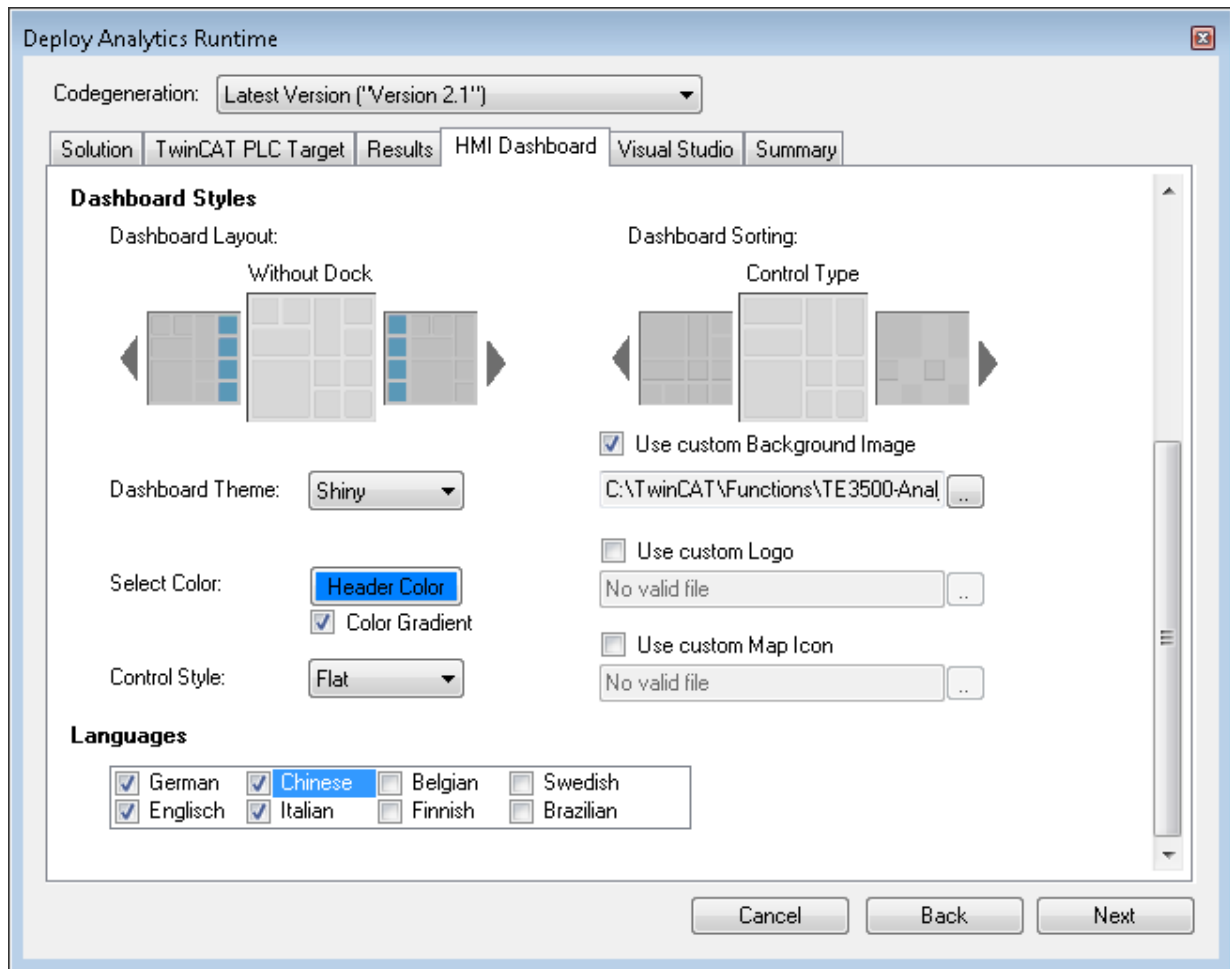 Deploy Analytics Runtime
Codegeneration: Latest Version ("Version 2.1")
Solution TwinCAT PLC Target Results HMI Dashboard Visual Studio Summary
Dashboard Styles
Dashboard Layout: Dashboard Sorting:
Without Dock Control Type
Use custom Background Image
Dashboard Theme: Shiny C:\TwinCAT\Functions\TE3500-Anal ..
Use custom Logo
Select Color: Header Color No valid file ..
Color Gradient
Use custom Map Icon
Control Style: Flat No valid file ..
Languages
German Chinese Belgian Swedish
Englisch Italian Finnish Brazilian
Cancel Back Next